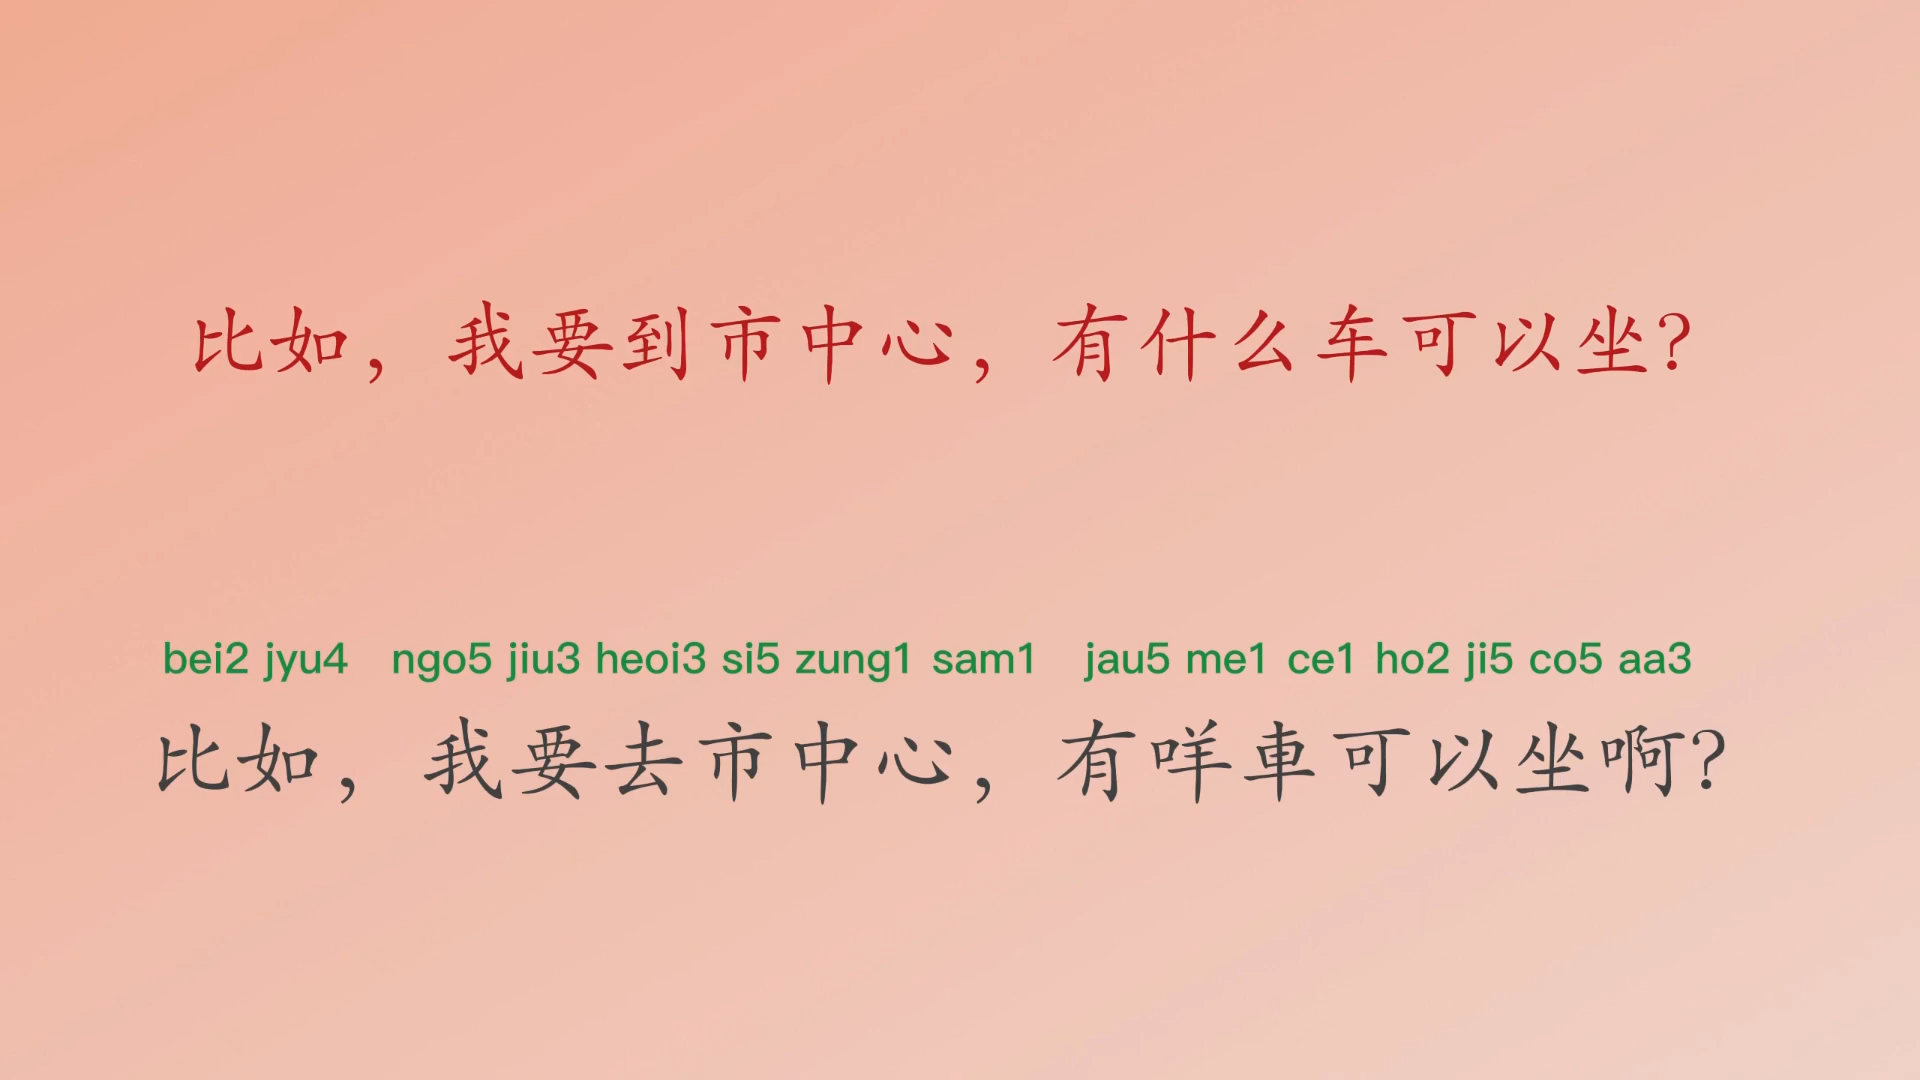 比如，我要到市中心，有什么车可以坐？
bei2 jyu4 ngo5 jiu3 heoi3 si5 zung1 sam1 jau5 me1 ce1 ho2 ji5 co5 aa3
比如，我要去市中心，有咩車可以坐啊？